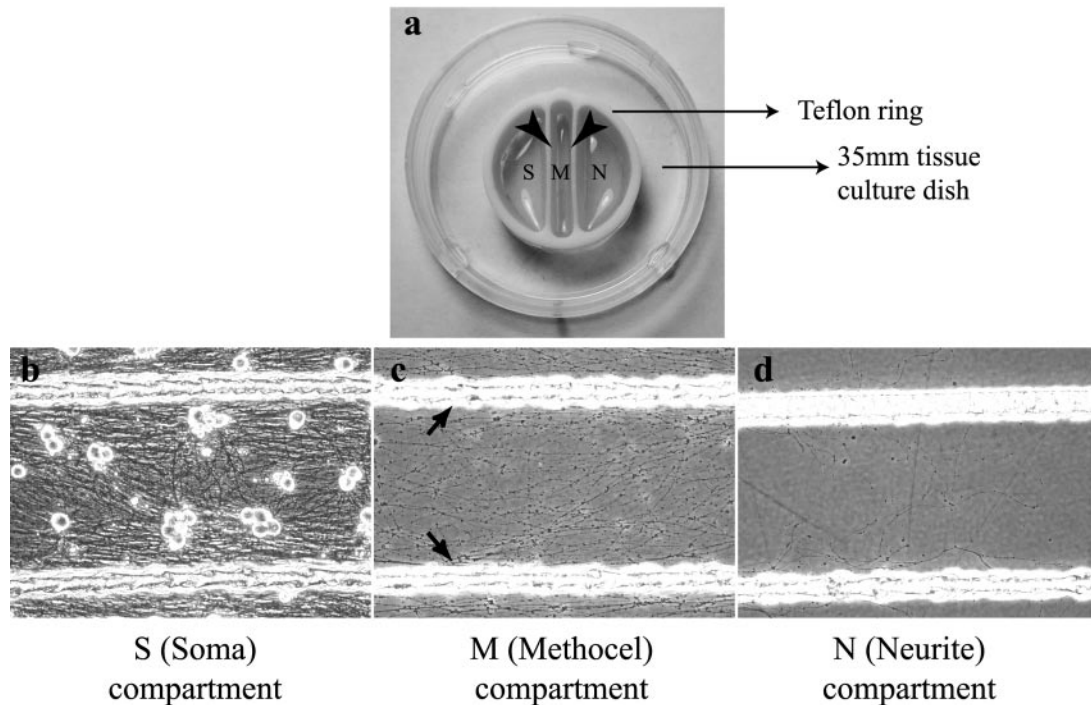 a
Teflon ring
35mm tissue
culture dish
S M N
b
c
d
S (Soma)
compartment
M (Methocel)
compartment
N (Neurite)
compartment